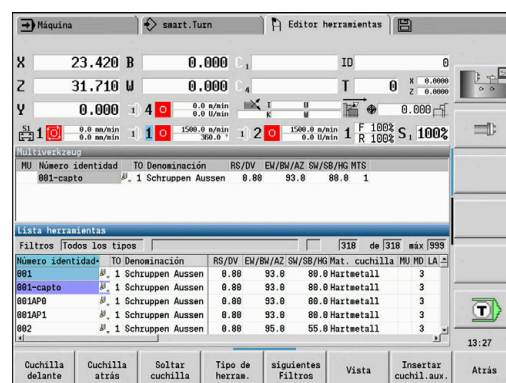 Máquina smart.Turn Editor herramientas
X 23.420 B 0.000 C 1 ID 0
Z 31.710 W 0.000 C 4 T 0 X 0.0000
Z 0.0000
Y 0.000 1 4 0 0.0 m/min I U 0.000
0.0 u/min K W
S1 1 0 0.0 mm/min 1 1 0 1500.0 m/min 2 0 1500.0 m/min 1 F 100% S1 100%
0.0 mm/min 360.0 ° 0.0 u/min R 100%
Multiverkzeug
MU Número identidad TO Denominación RS/DV EW/BW/AZ SW/SB/HG MTS
001-capto 1 Schruppen Aussen 0.80 93.0 80.0 1
Lista herramientas
Filtros Todos los tipos 318 de 318 máx 999
Número identidad TO Denominación RS/DV EW/BW/AZ SW/SB/HG Mat. cuchilla MU MD LA
001 1 Schruppen Aussen 0.80 93.0 80.0 Hartmetall 3
001-capto 1 Schruppen Aussen 0.80 93.0 80.0 Hartmetall 3
001AP0 1 Schruppen Aussen 0.80 93.0 80.0 Hartmetall 3
001AP1 1 Schruppen Aussen 0.80 93.0 80.0 Hartmetall 3
002 1 Schruppen Aussen 0.80 95.0 55.0 Hartmetall 3
T
13:27
Cuchilla delante
Cuchilla atrás
Soltar cuchilla
Tipo de herram.
siguientes Filtros
Vista
Insertar cuchil.aux.
Atrás